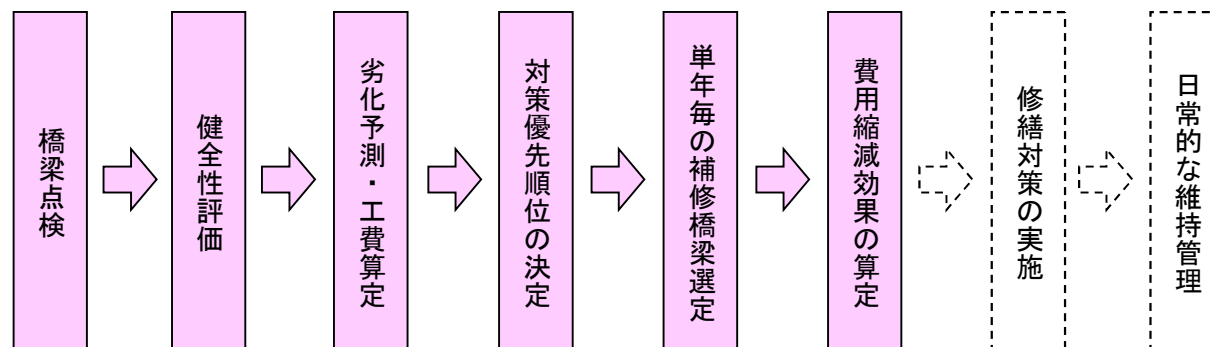 橋梁点検
健全性評価
劣化予測・工費算定
対策優先順位の決定
単年毎の補修橋梁選定
費用縮減効果の算定
修繕対策の実施
日常的な維持管理